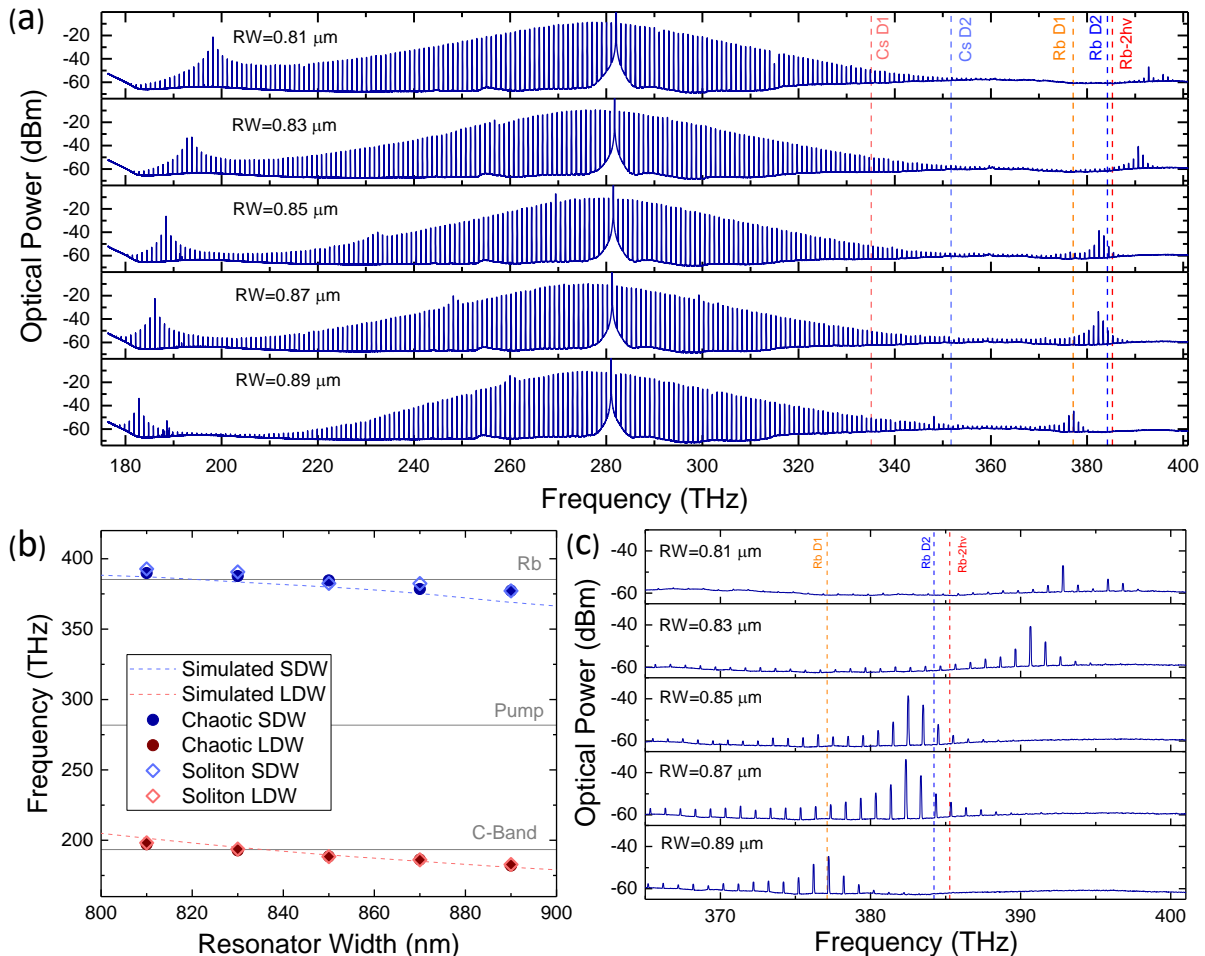 (a)
Optical Power (dBm)
-20
-40
-60
RW=0.81 μm
Cs D1
Cs D2
Rb D1
Rb D2
Rb-2hv
-20
-40
-60
RW=0.83 μm
-20
-40
-60
RW=0.85 μm
-20
-40
-60
RW=0.87 μm
-20
-40
-60
RW=0.89 μm
180 200 220 240 260 280 300 320 340 360 380 400
Frequency (THz)
(b)
Frequency (THz)
400
350
300
250
200
Rb
Simulated SDW
Simulated LDW
Chaotic SDW
Chaotic LDW
Soliton SDW
Soliton LDW
Pump
C-Band
800 820 840 860 880 900
Resonator Width (nm)
(c)
Optical Power (dBm)
-40
-60
RW=0.81 μm
Rb D1
Rb D2
Rb-2hv
-40
-60
RW=0.83 μm
-40
-60
RW=0.85 μm
-40
-60
RW=0.87 μm
-40
-60
RW=0.89 μm
370 380 390 400
Frequency (THz)